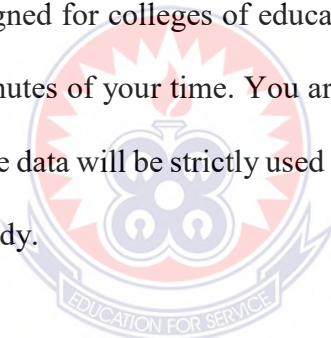 gned for colleges of educa
nutes of your time. You ar
e data will be strictly used
dy.
EDUCATION FOR SERVICE